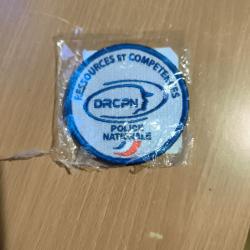 RESSOURCES ET COMPETENCES
DRCPN
POLICE
NATIONALE